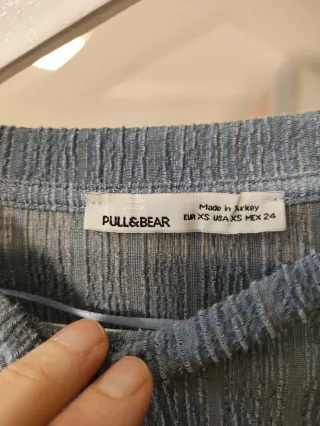 PULL&BEAR
Made in Turkey
EUR XS USA XS MEX 24